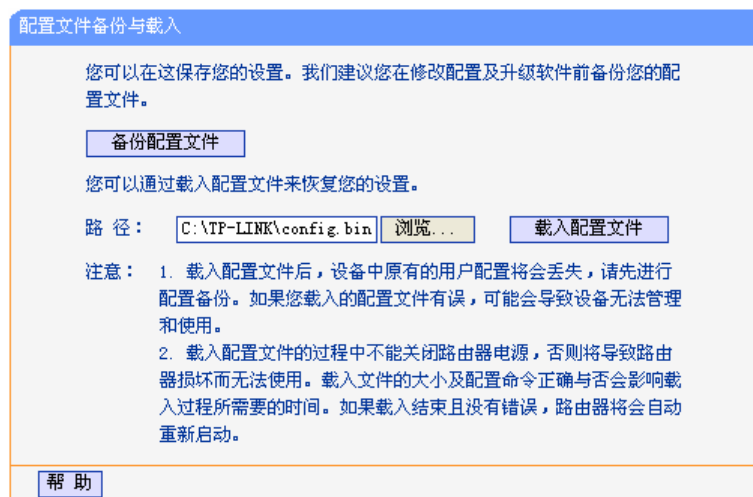 配置文件备份与载入
您可以在这保存您的设置。我们建议您在修改配置及升级软件前备份您的配
置文件。
备份配置文件
您可以通过载入配置文件来恢复您的设置。
路 径： C:\TP-LINK\config.bin 浏览... 载入配置文件
注意： 1. 载入配置文件后，设备中原有的用户配置将会丢失，请先进行
配置备份。如果您载入的配置文件有误，可能会导致设备无法管理
和使用。
2. 载入配置文件的过程中不能关闭路由器电源，否则将导致路由
器损坏而无法使用。载入文件的大小及配置命令正确与否会影响载
入过程所需要的时间。如果载入结束且没有错误，路由器将会自动
重新启动。
帮 助